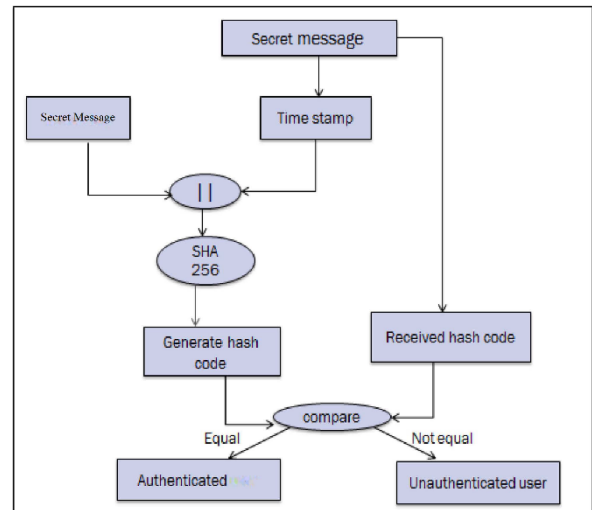 Secret message
Secret Message
Time stamp
||
SHA
256
Generate hash
code
Received hash code
compare
Equal
Not equal
Authenticated
Unauthenticated user